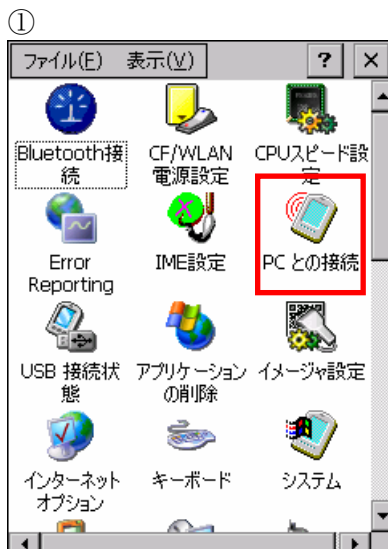 ①
ファイル(F) 表示(V) ? ×
Bluetooth接
続
CF/WLAN
電源設定
CPUスピード設
定
Error
Reporting
IME設定
PC との接続
USB 接続状
態
アプリケーション
の削除
イメージャ設定
インターネット
オプション
キーボード
システム